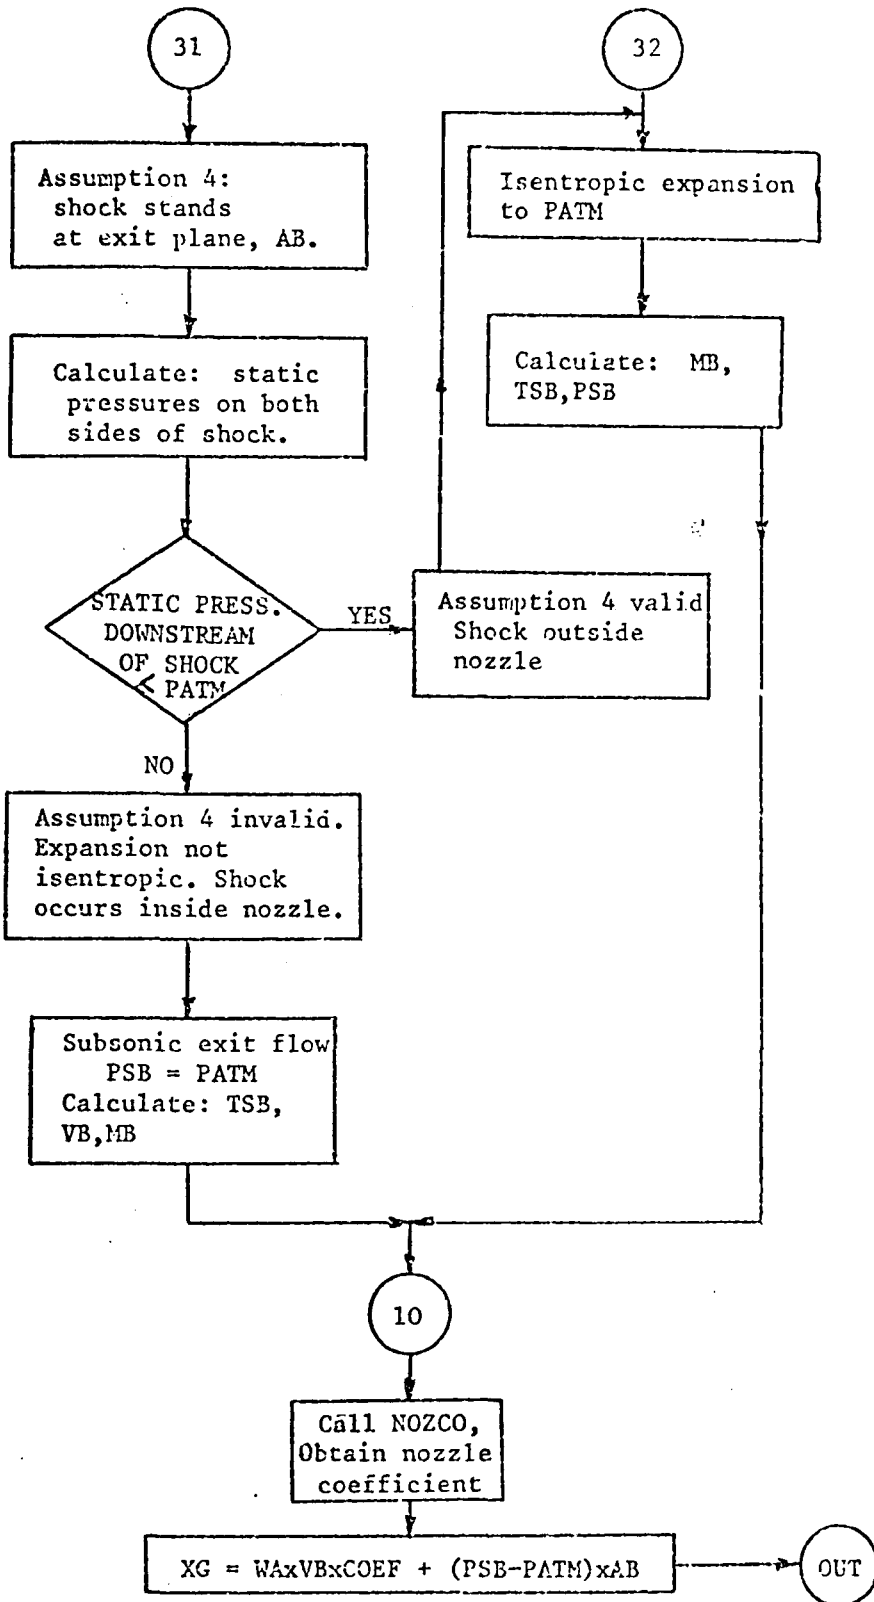 31
Assumption 4:
shock stands
at exit plane, AB.
Calculate: static
pressures on both
sides of shock.
STATIC PRESS.
DOWNSTREAM
OF SHOCK
< PATM
YES
Assumption 4 valid
Shock outside
nozzle
32
Isentropic expansion
to PATM
Calculate: MB,
TSB,PSB
NO
Assumption 4 invalid.
Expansion not
isentropic. Shock
occurs inside nozzle.
Subsonic exit flow
PSB = PATM
Calculate: TSB,
VB,MB
10
Call NOZCO,
Obtain nozzle
coefficient
XG = WAxVBxCOEF + (PSB-PATM)xAB
OUT